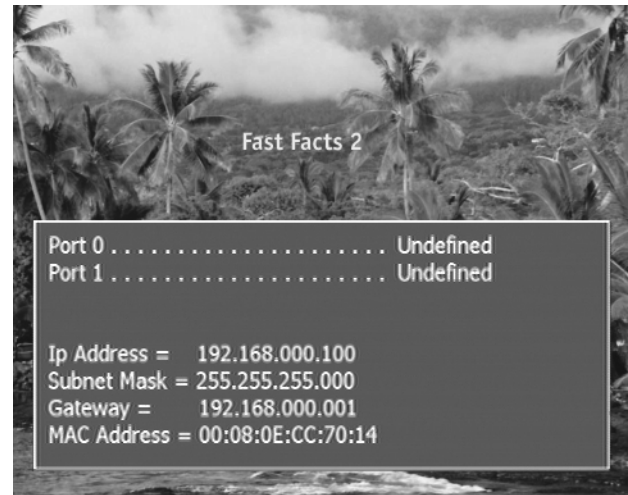 Fast Facts 2
Port 0 . . . . . . . . . . . . . . . . . . . . . Undefined
Port 1 . . . . . . . . . . . . . . . . . . . . . Undefined
Ip Address = 192.168.000.100
Subnet Mask = 255.255.255.000
Gateway = 192.168.000.001
MAC Address = 00:08:0E:CC:70:14